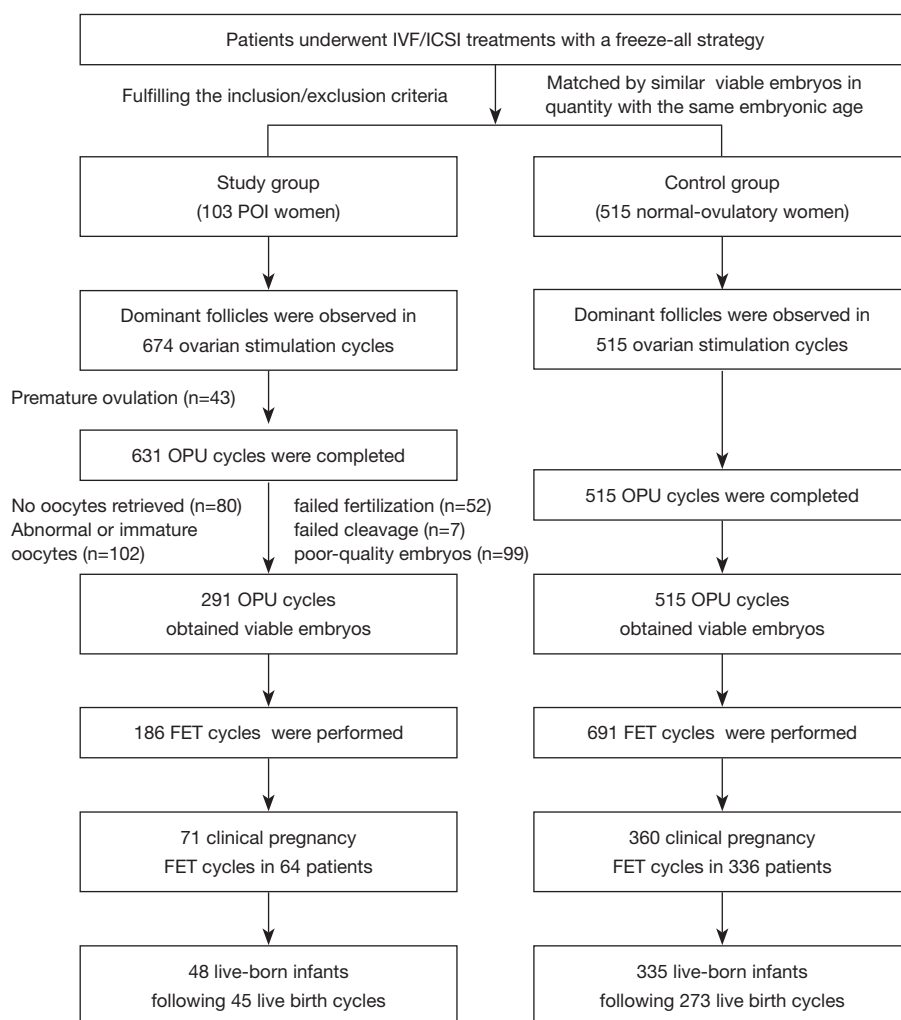 Patients underwent IVF/ICSI treatments with a freeze-all strategy
Fulfilling the inclusion/exclusion criteria
Matched by similar viable embryos in
quantity with the same embryonic age
Study group
(103 POI women)
Control group
(515 normal-ovulatory women)
Dominant follicles were observed in
674 ovarian stimulation cycles
Dominant follicles were observed in
515 ovarian stimulation cycles
Premature ovulation (n=43)
631 OPU cycles were completed
515 OPU cycles were completed
No oocytes retrieved (n=80)
Abnormal or immature
oocytes (n=102)
failed fertilization (n=52)
failed cleavage (n=7)
poor-quality embryos (n=99)
291 OPU cycles
obtained viable embryos
515 OPU cycles
obtained viable embryos
186 FET cycles were performed
691 FET cycles were performed
71 clinical pregnancy
FET cycles in 64 patients
360 clinical pregnancy
FET cycles in 336 patients
48 live-born infants
following 45 live birth cycles
335 live-born infants
following 273 live birth cycles